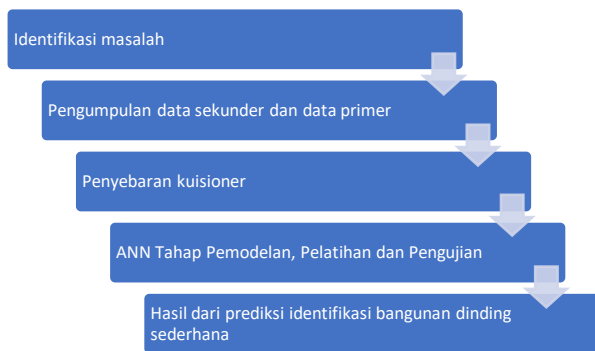 Identifikasi masalah
Pengumpulan data sekunder dan data primer
Penyebaran kuisioner
ANN Tahap Pemodelan, Pelatihan dan Pengujian
Hasil dari prediksi identifikasi bangunan dinding
sederhana